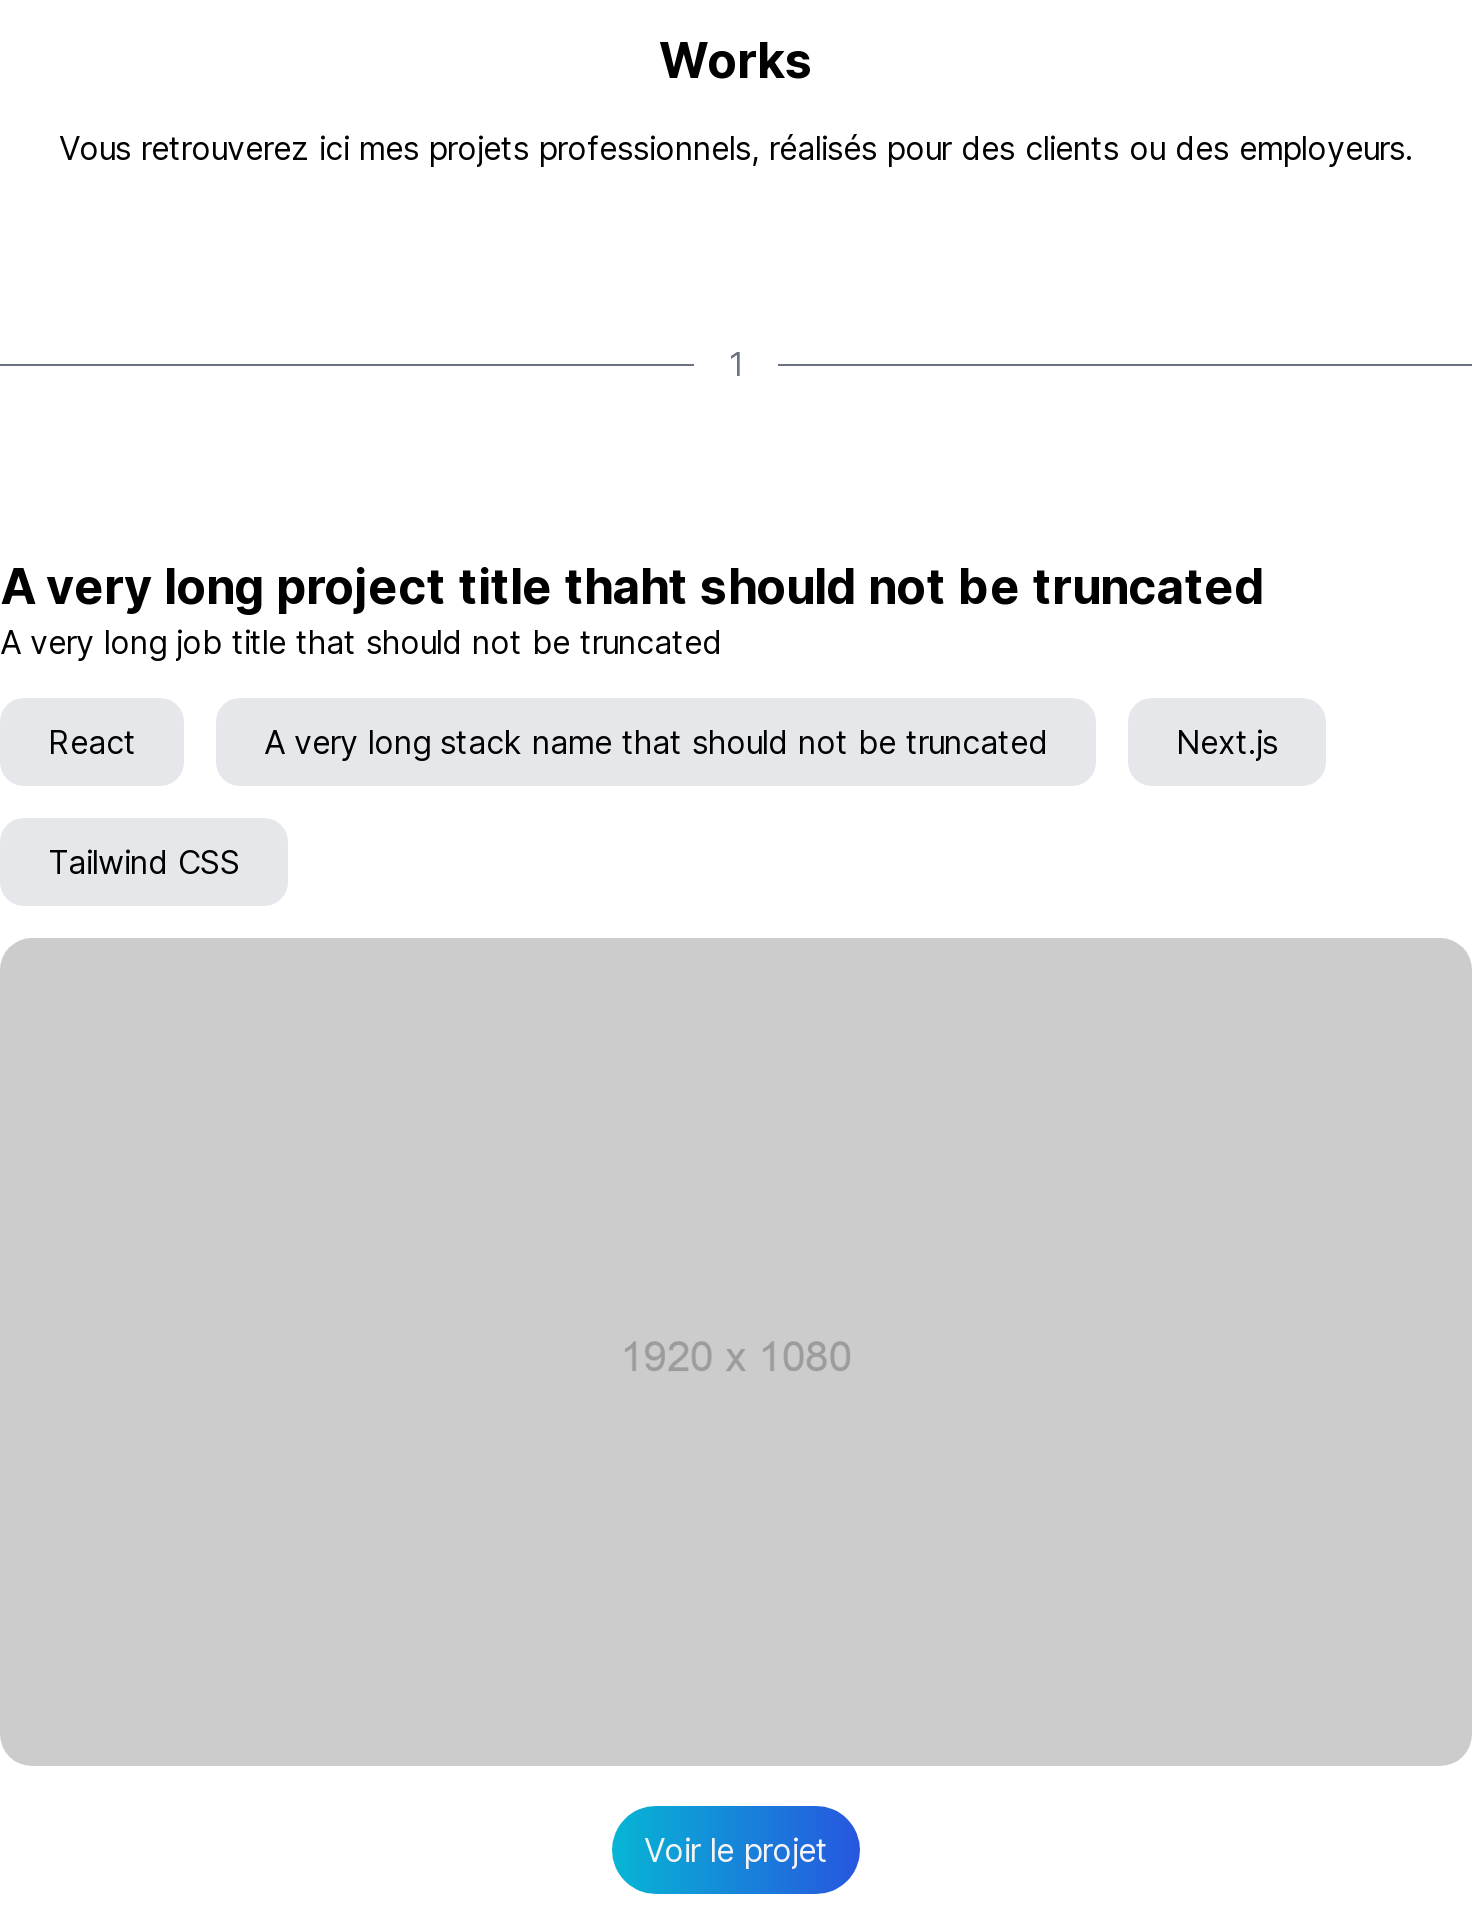 Works
Vous retrouverez ici mes projets professionnels, réalisés pour des clients ou des employeurs.
1
A very long project title thaht should not be truncated
A very long job title that should not be truncated
React
A very long stack name that should not be truncated
Next.js
Tailwind CSS
1920 x 1080
Voir le projet